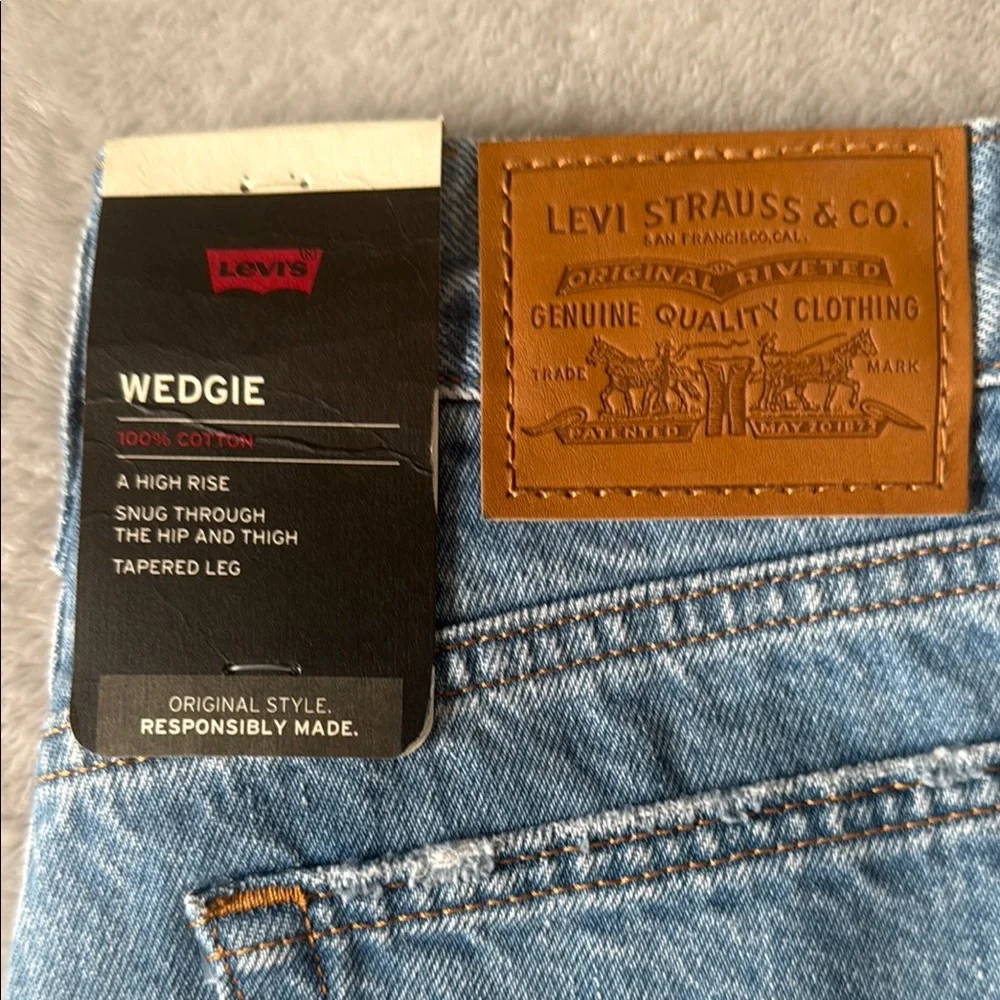 LEVI'S
WEDGIE
100% COTTON
A HIGH RISE
SNUG THROUGH
THE HIP AND THIGH
TAPERED LEG
ORIGINAL STYLE.
RESPONSIBLY MADE.
LEVI STRAUSS & CO.
SAN FRANCISCO, CAL.
ORIGINAL RIVETED
GENUINE QUALITY CLOTHING
TRADE MARK
PATENTED MAY 20 1873